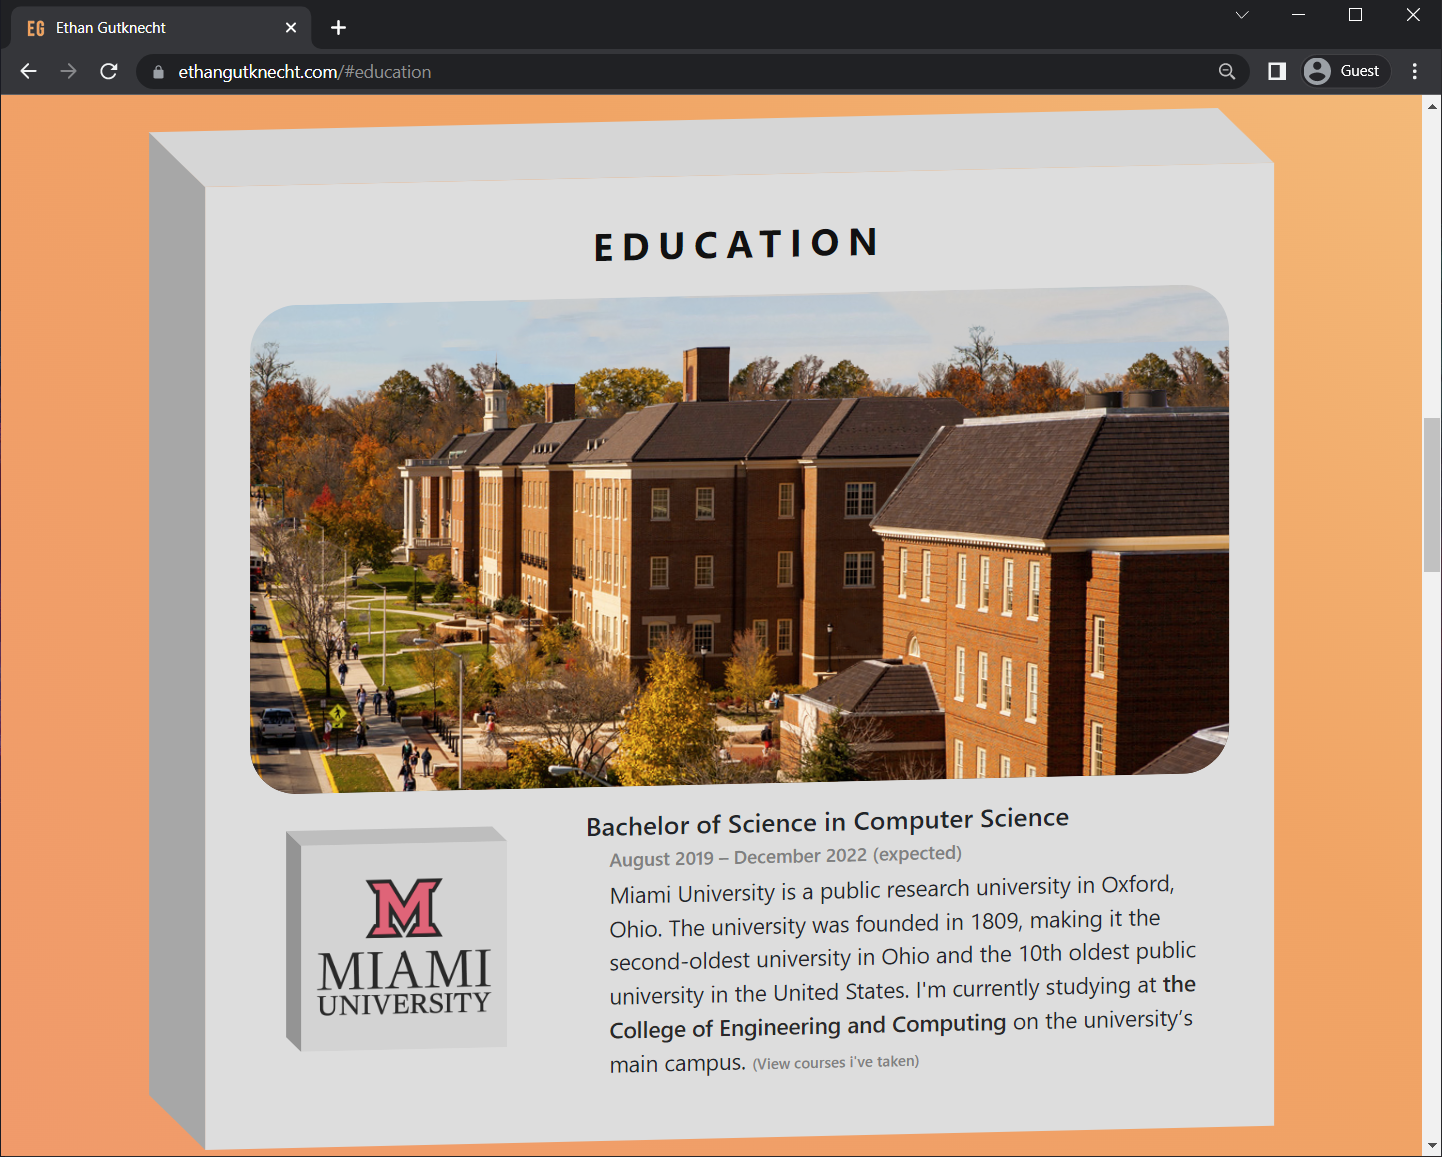 EG Ethan Gutknecht
ethangutknecht.com/#education
Guest
EDUCATION
Bachelor of Science in Computer Science
August 2019 – December 2022 (expected)
Miami University is a public research university in Oxford,
Ohio. The university was founded in 1809, making it the
second-oldest university in Ohio and the 10th oldest public
university in the United States. I'm currently studying at the
College of Engineering and Computing on the university’s
main campus. (View courses i've taken)
M
MIAMI
UNIVERSITY